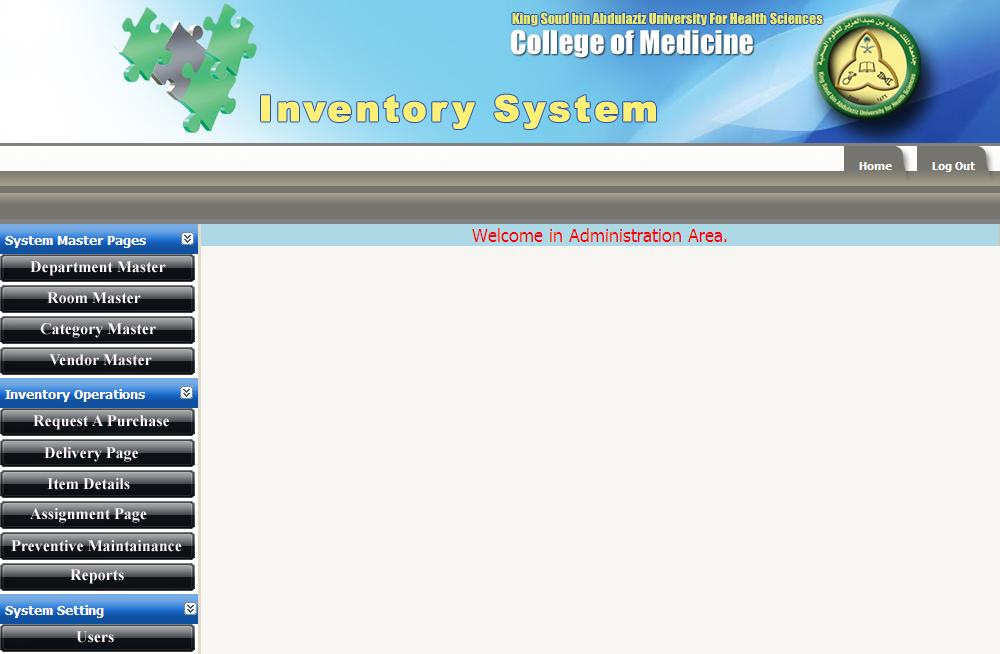 King Soud bin Abdulaziz University For Health Sciences
College of Medicine
Inventory System
Home
Log Out
System Master Pages
Welcome in Administration Area.
Department Master
Room Master
Category Master
Vendor Master
Inventory Operations
Request A Purchase
Delivery Page
Item Details
Assignment Page
Preventive Maintainance
Reports
System Setting
Users